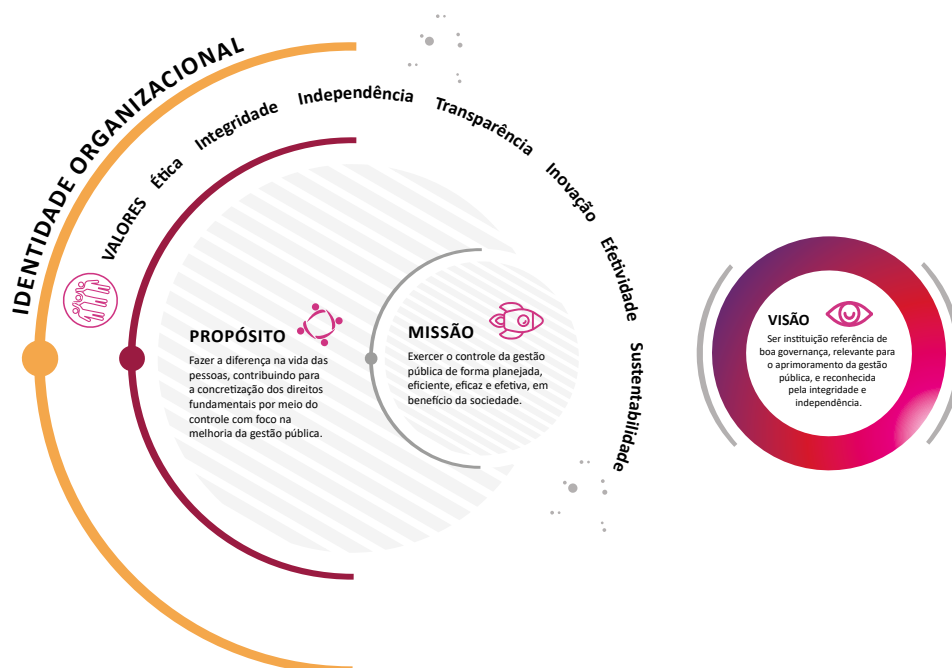 IDENTIDADE ORGANIZACIONAL
VALORES Ética Integridade Independência Transparência Inovação Efetividade Sustentabilidade
PROPÓSITO
Fazer a diferença na vida das
pessoas, contribuindo para
a concretização dos direitos
fundamentais por meio do
controle com foco na
melhoria da gestão pública.
MISSÃO
Exercer o controle da gestão
pública de forma planejada,
eficiente, eficaz e efetiva, em
benefício da sociedade.
VISÃO
Ser instituição referência de
boa governança, relevante para
o aprimoramento da gestão
pública, e reconhecida
pela integridade e
independência.